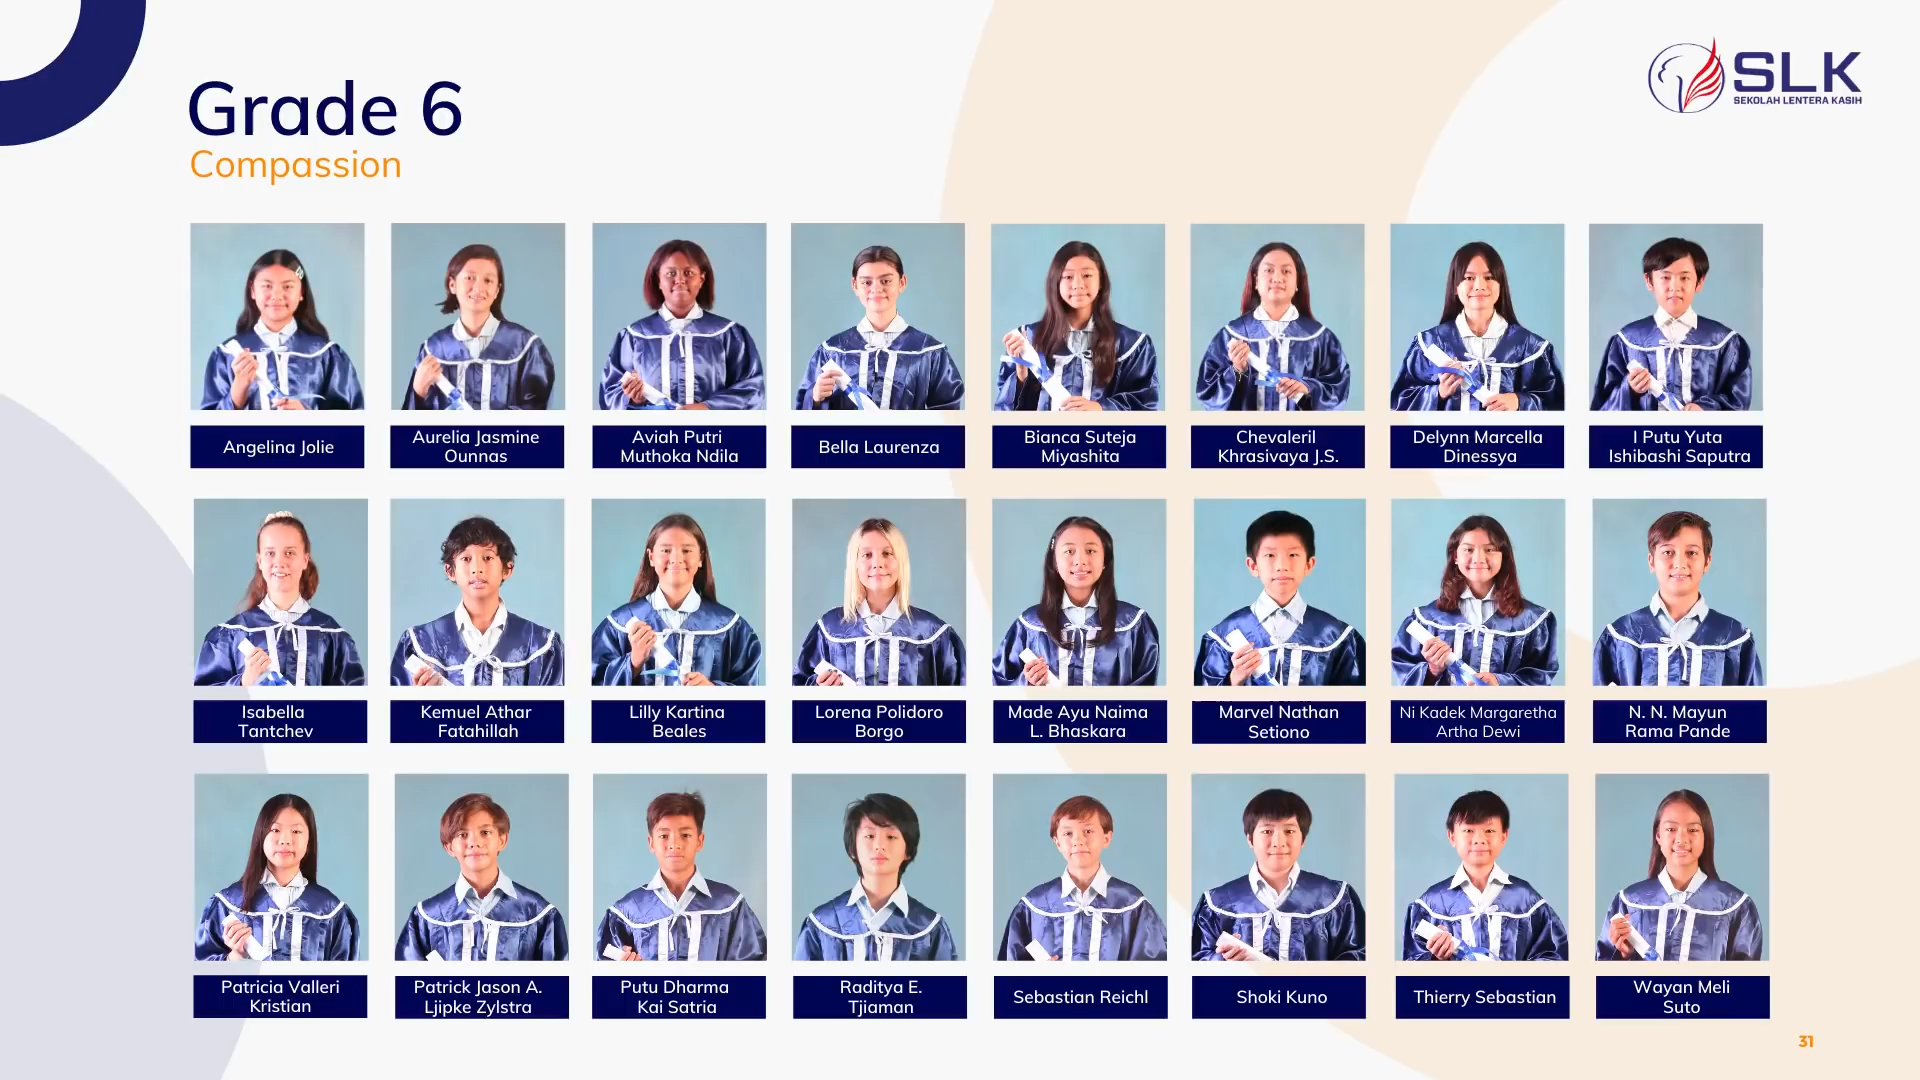 Grade 6
Compassion
SLK
SEKOLAH LENTERA KASIH
Angelina Jolie
Aurelia Jasmine
Ounnas
Aviah Putri
Muthoka Ndila
Bella Laurenza
Bianca Suteja
Miyashita
Chevaleril
Khrasivaya J.S.
Delynn Marcella
Dinessya
I Putu Yuta
Ishibashi Saputra
Isabella
Tantchev
Kemuel Athar
Fatahillah
Lilly Kartina
Beales
Lorena Polidoro
Borgo
Made Ayu Naima
L. Bhaskara
Marvel Nathan
Setiono
Ni Kadek Margaretha
Artha Dewi
N. N. Mayun
Rama Pande
Patricia Valleri
Kristian
Patrick Jason A.
Ljipke Zylstra
Putu Dharma
Kai Satria
Raditya E.
Tjiaman
Sebastian Reichl
Shoki Kuno
Thierry Sebastian
Wayan Meli
Suto
31